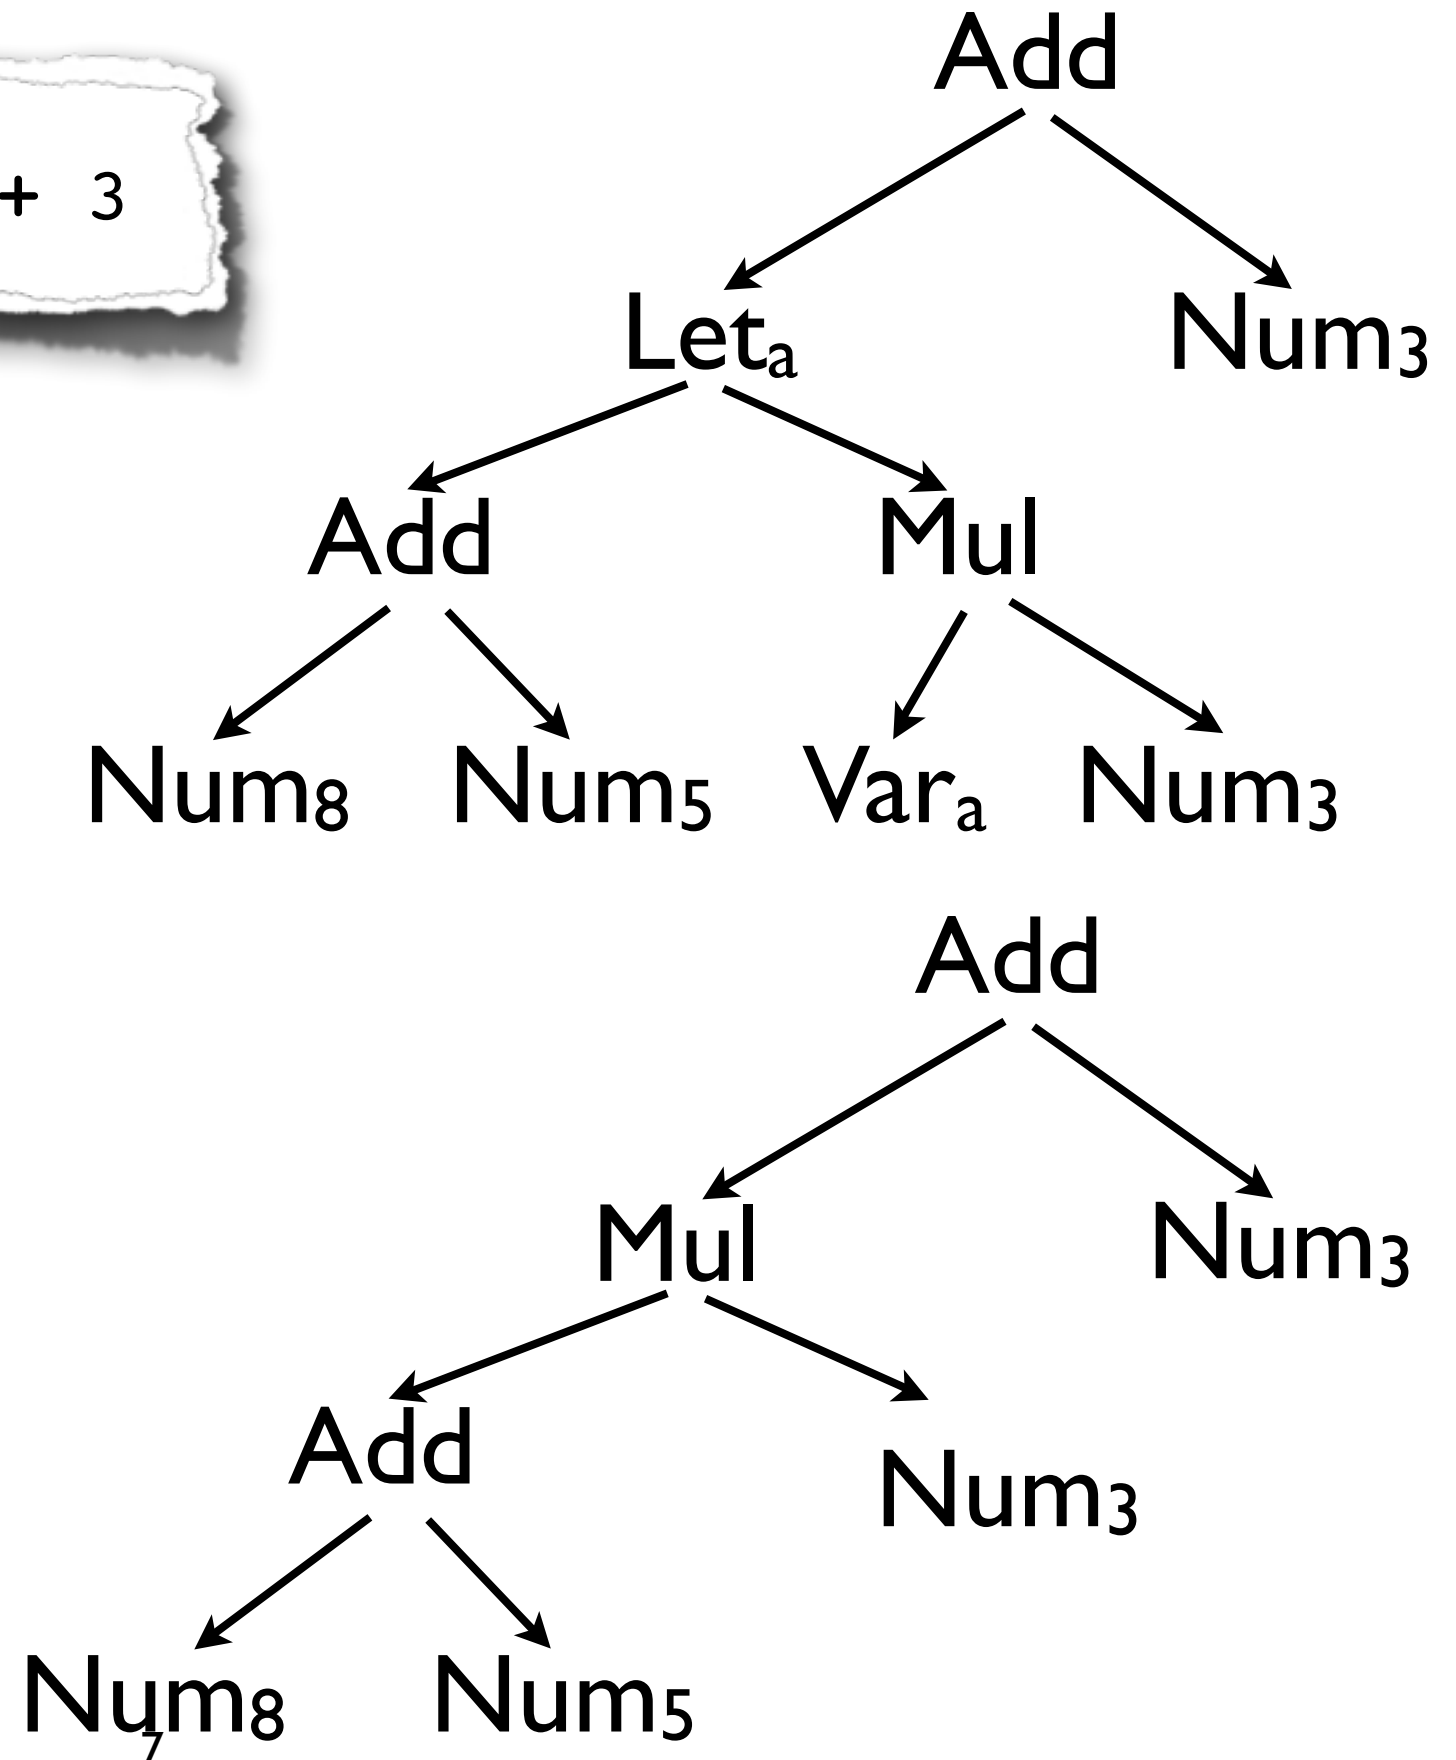 Add
+ 3
Letₐ Num₃
Add Mul
Num₈ Num₅ Varₐ Num₃
Add
Mul Num₃
Add
Num₃
Num₈ Num₅
7